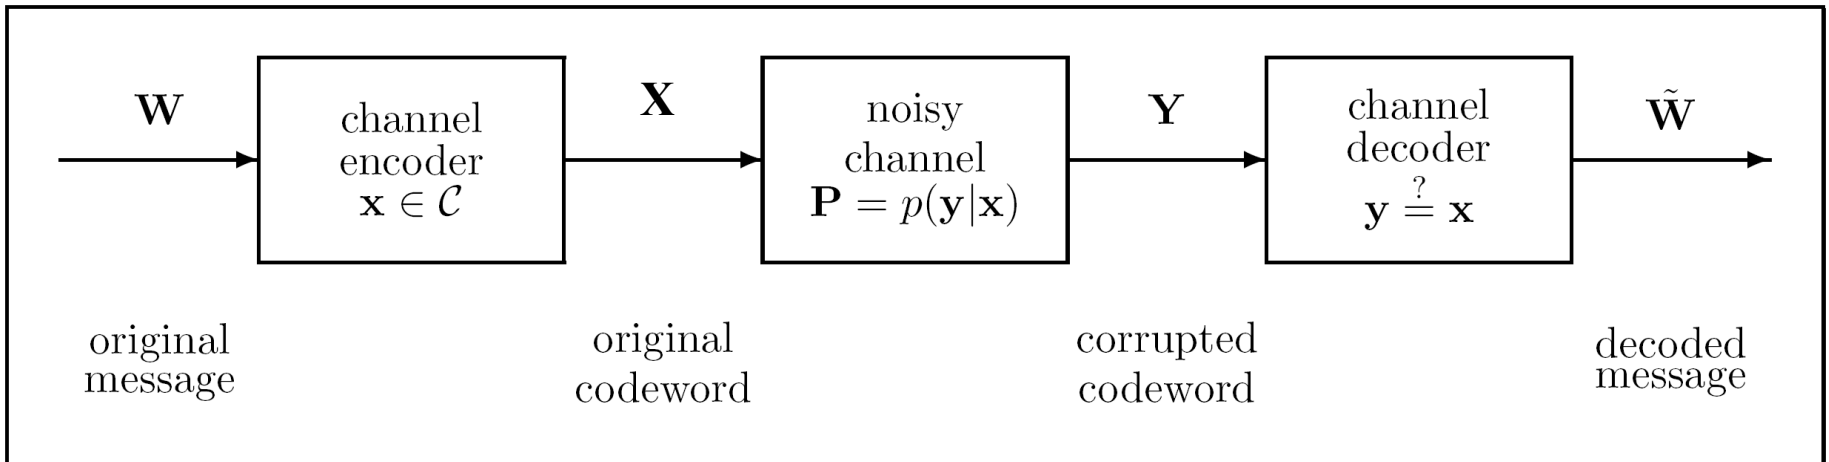 W
channel
encoder
x ∈ 𝒞
X
noisy
channel
P = p(y|x)
Y
channel
decoder
y ≟ x
W̃
original
message
original
codeword
corrupted
codeword
decoded
message